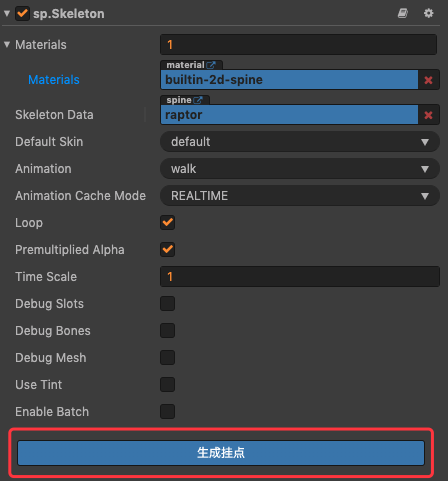 sp.Skeleton
Materials 1
material
Materials builtin-2d-spine
spine
Skeleton Data raptor
Default Skin default
Animation walk
Animation Cache Mode REALTIME
Loop
Premultiplied Alpha
Time Scale 1
Debug Slots
Debug Bones
Debug Mesh
Use Tint
Enable Batch
生成挂点